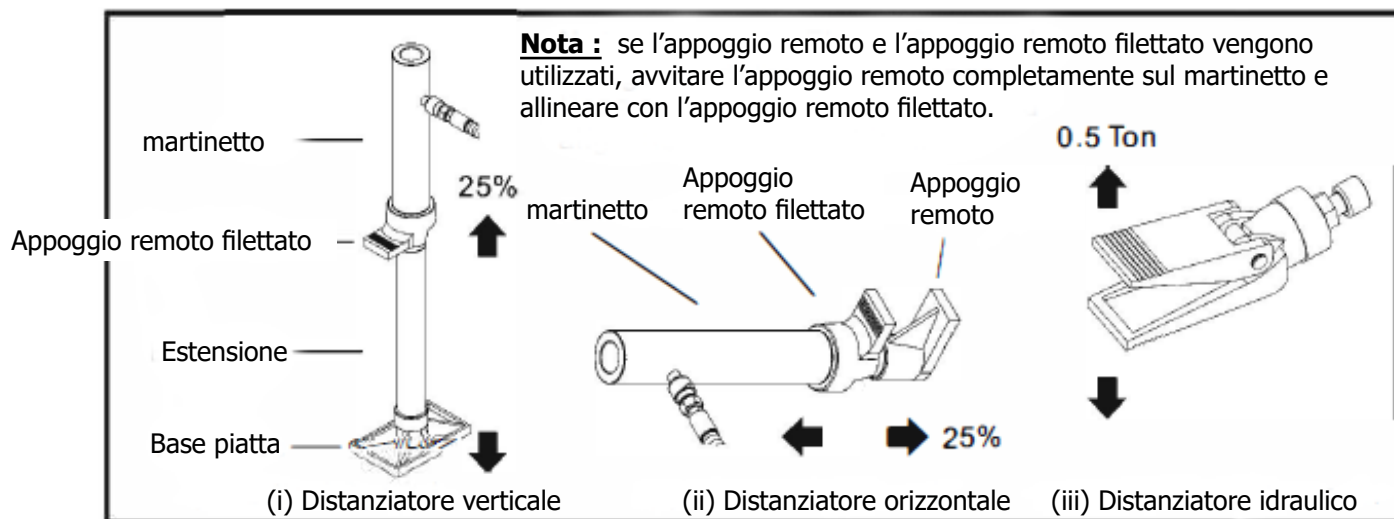 Nota : se l'appoggio remoto e l'appoggio remoto filettato vengono
utilizzati, avvitare l'appoggio remoto completamente sul martinetto e
allineare con l'appoggio remoto filettato.
martinetto
25%
Appoggio remoto filettato
Estensione
Base piatta
(i) Distanziatore verticale
martinetto
Appoggio
remoto filettato
Appoggio
remoto
25%
(ii) Distanziatore orizzontale
0.5 Ton
(iii) Distanziatore idraulico